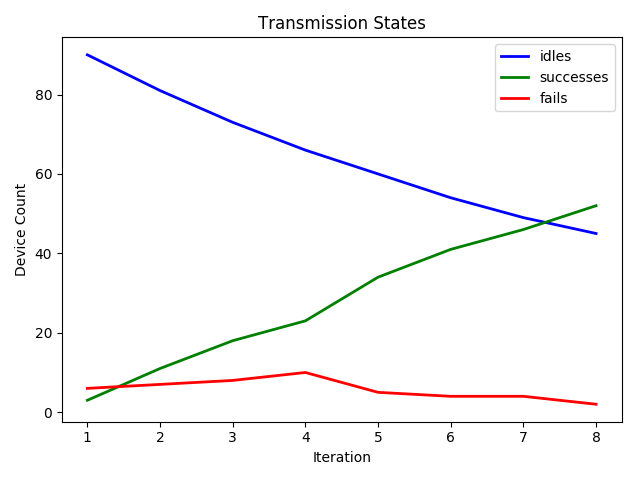 Transmission States
idles
successes
fails
Device Count
80
60
40
20
0
1 2 3 4 5 6 7 8
Iteration